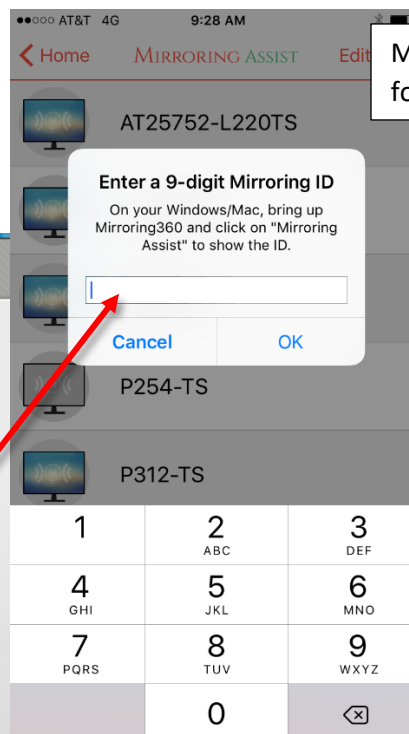 AT&T 4G 9:28 AM
Home MIRRORING ASSIST Edit
M
fo
AT25752-L220TS
Enter a 9-digit Mirroring ID
On your Windows/Mac, bring up
Mirroring360 and click on "Mirroring
Assist" to show the ID.
Cancel OK
P254-TS
P312-TS
1 2 3
ABC DEF
4 5 6
GHI JKL MNO
7 8 9
PQRS TUV WXYZ
0